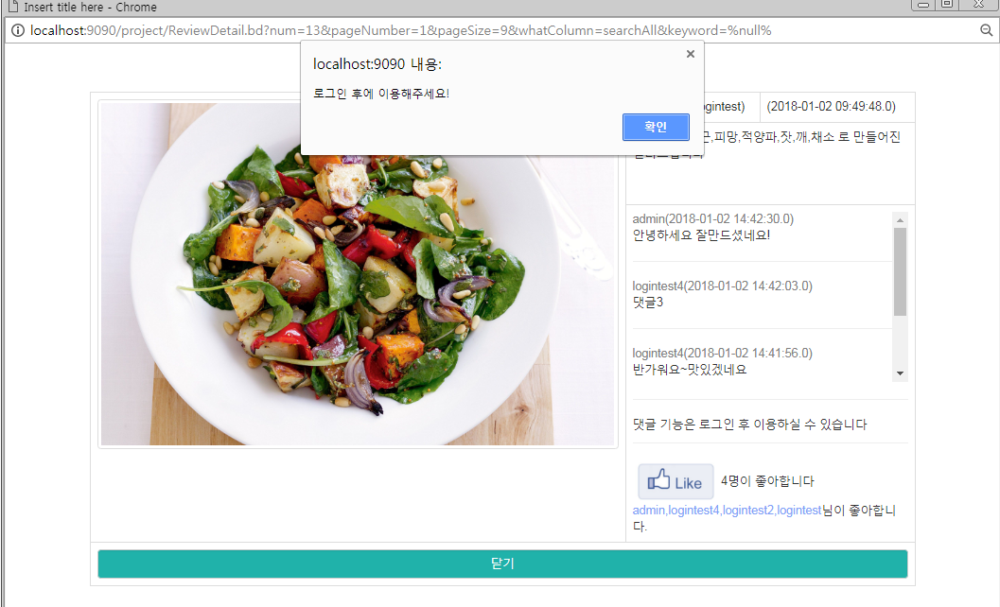 Insert title here - Chrome
localhost:9090/project/ReviewDetail.bd?num=13&pageNumber=1&pageSize=9&whatColumn=searchAll&keyword=%null%
localhost:9090 내용:
로그인 후에 이용해주세요!
확인
(2018-01-02 09:49:48.0)
,피망,적양파,잣,깨,채소 로 만들어진
admin(2018-01-02 14:42:30.0)
안녕하세요 잘만드셨네요!
logintest4(2018-01-02 14:42:03.0)
댓글3
logintest4(2018-01-02 14:41:56.0)
반가워요~맛있겠네요
댓글 기능은 로그인 후 이용하실 수 있습니다
Like 4명이 좋아합니다
admin,logintest4,logintest2,logintest님이 좋아합니
다.
닫기